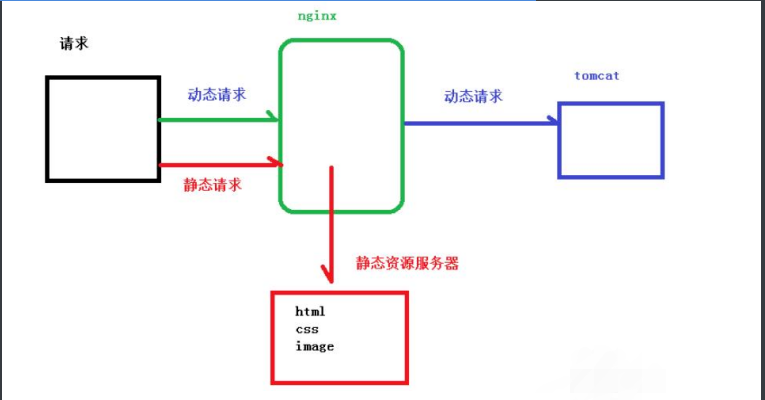 nginx
请求
tomcat
动态请求
动态请求
静态请求
静态资源服务器
html
css
image